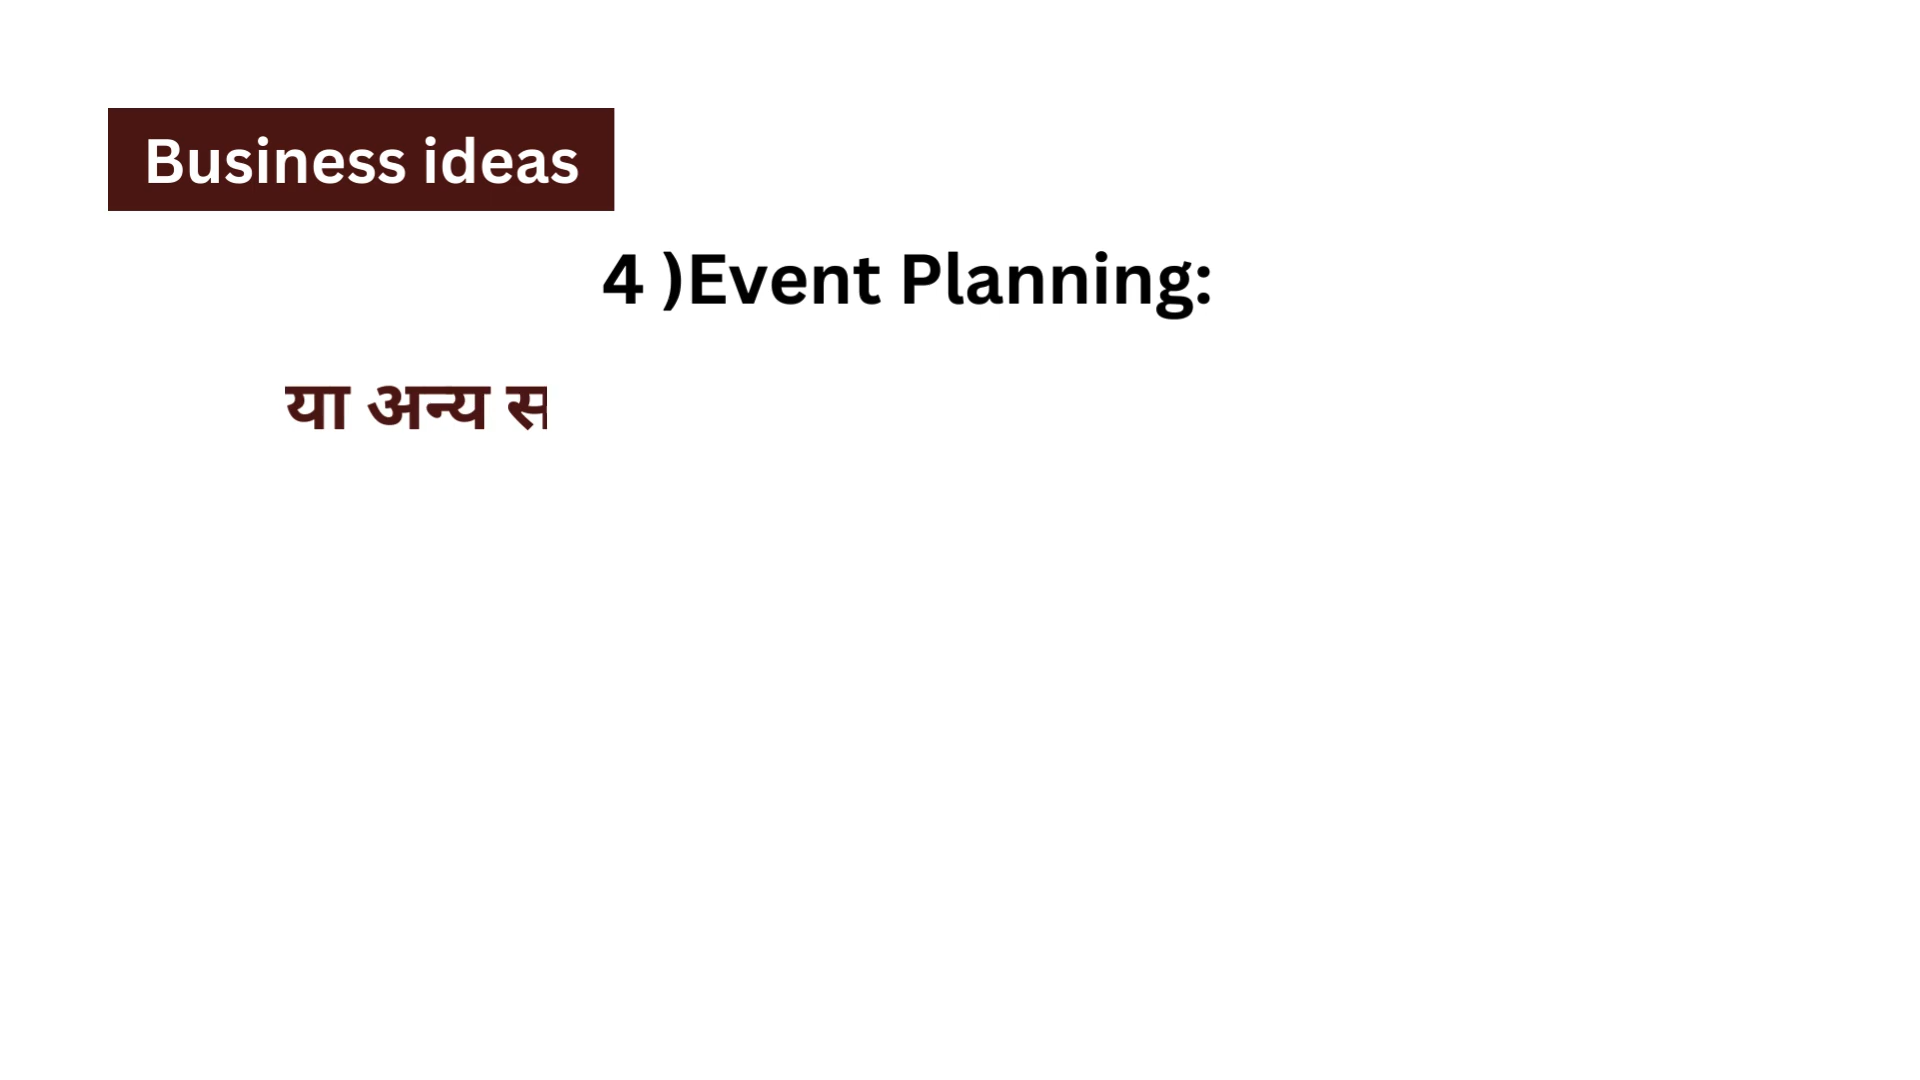 Business ideas
4 )Event Planning:
या अन्य